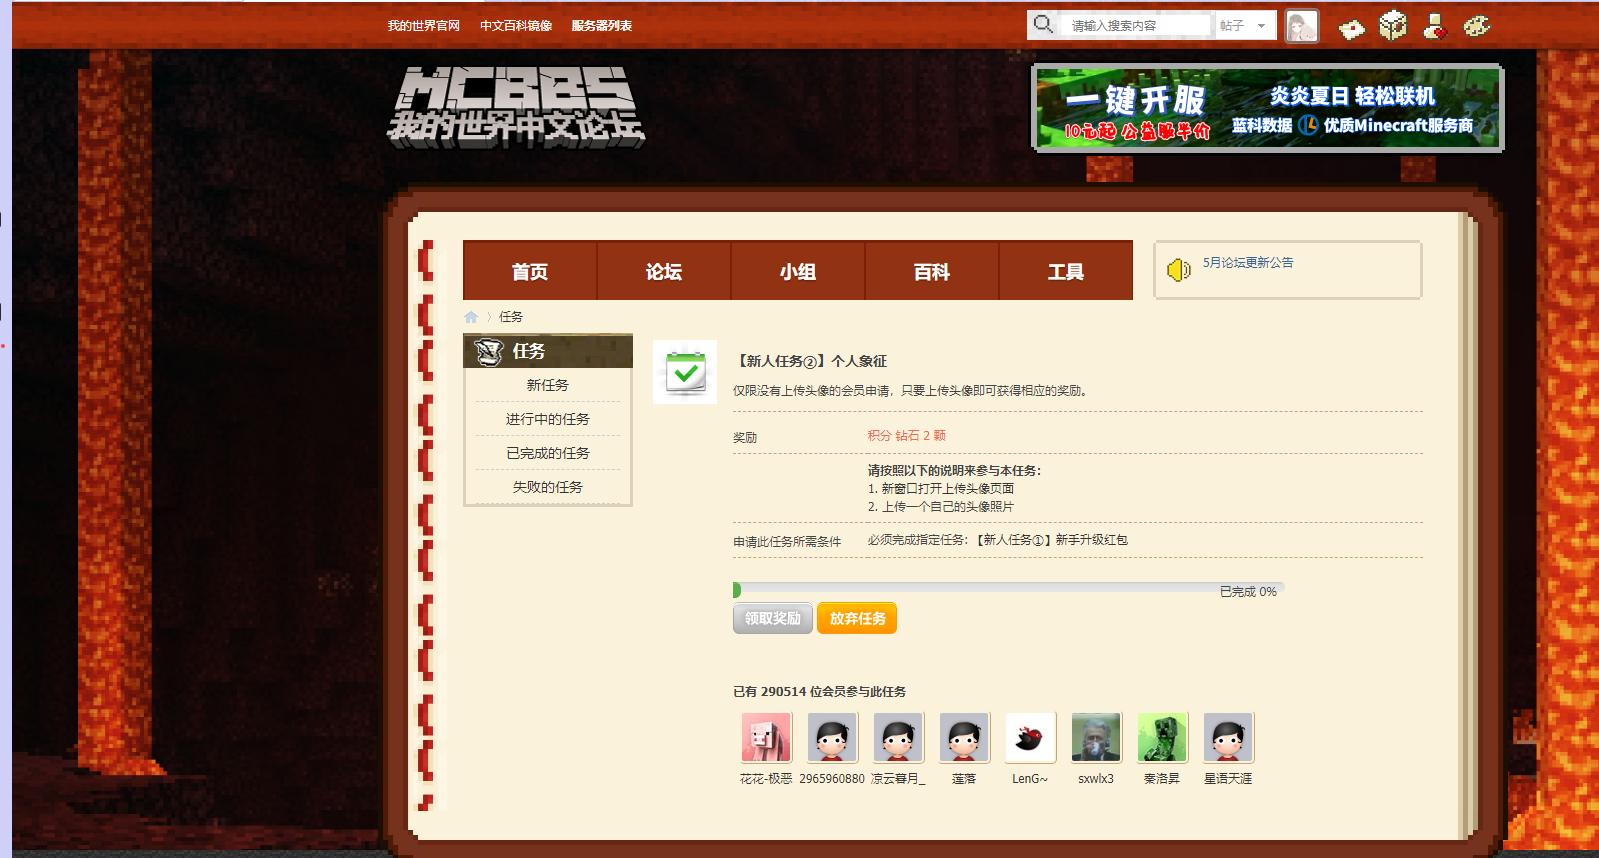 我的世界官网 中文百科镜像 服务器列表
请输入搜索内容 帖子
MCBBS
我的世界中文论坛
一键开服
10元起 公益服半价
炎炎夏日 轻松联机
蓝科数据 优质Minecraft服务商
首页 论坛 小组 百科 工具
5月论坛更新公告
任务
任务
新任务
进行中的任务
已完成的任务
失败的任务
【新人任务②】个人象征
仅限没有上传头像的会员申请，只要上传头像即可获得相应的奖励。
奖励 积分 钻石 2 颗
请按照以下的说明来参与本任务：
1. 新窗口打开上传头像页面
2. 上传一个自己的头像照片
申请此任务所需条件 必须完成指定任务：【新人任务①】新手升级红包
已完成 0%
领取奖励 放弃任务
已有 290514 位会员参与此任务
花花-极恶 2965960880 凉云暮月_ 莲落 LenG~ sxwlx3 秦洛昇 星语天涯